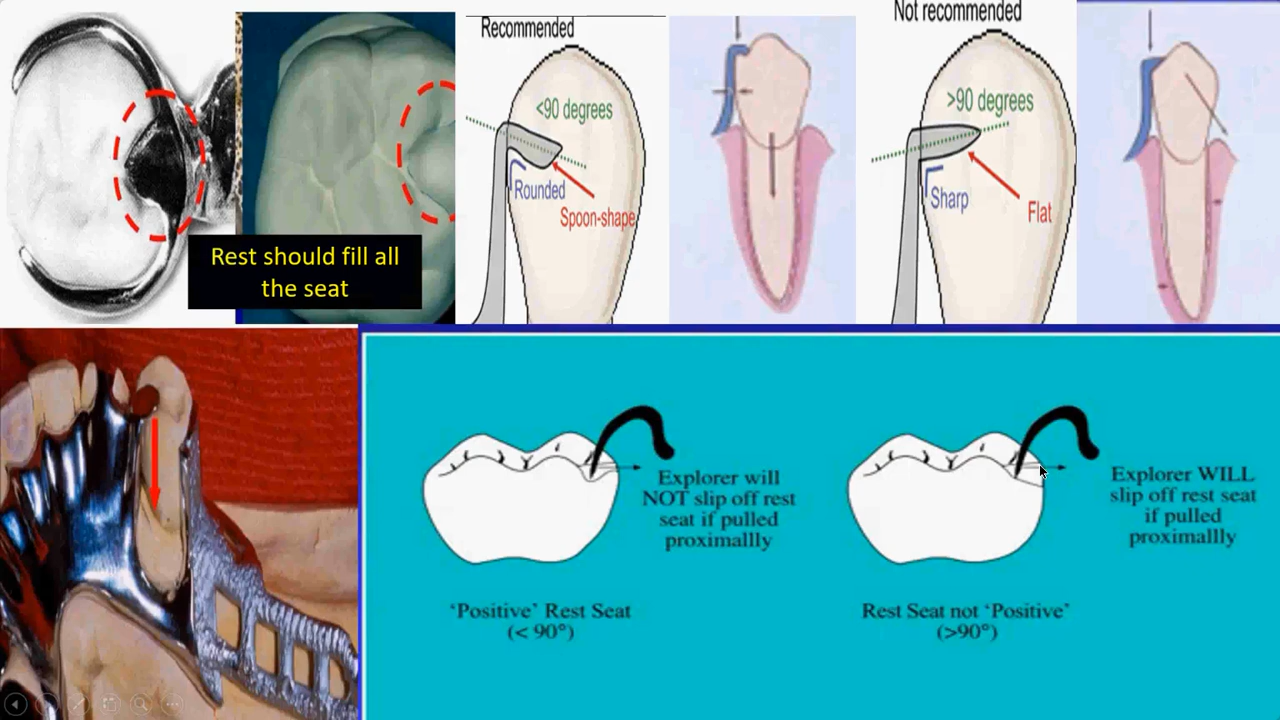 Recommended
<90 degrees
Rounded
Spoon-shape
Not recommended
>90 degrees
Sharp
Flat
Rest should fill all
the seat
Explorer will
NOT slip off rest
seat if pulled
proximallly
'Positive' Rest Seat
(< 90°)
Explorer WILL
slip off rest seat
if pulled
proximallly
Rest Seat not 'Positive'
(>90°)